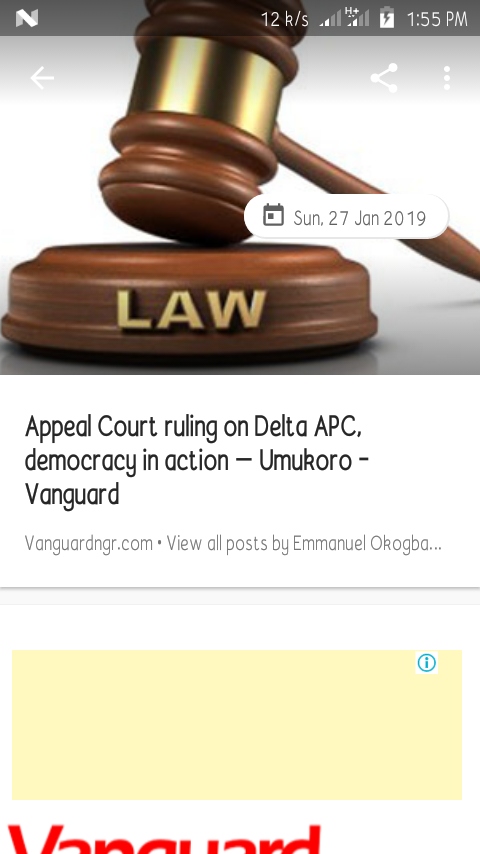 12 k/s H+ 1:55 PM
Sun, 27 Jan 2019
LAW
Appeal Court ruling on Delta APC,
democracy in action — Umukoro -
Vanguard
Vanguardngr.com • View all posts by Emmanuel Okogba...
Vanguard